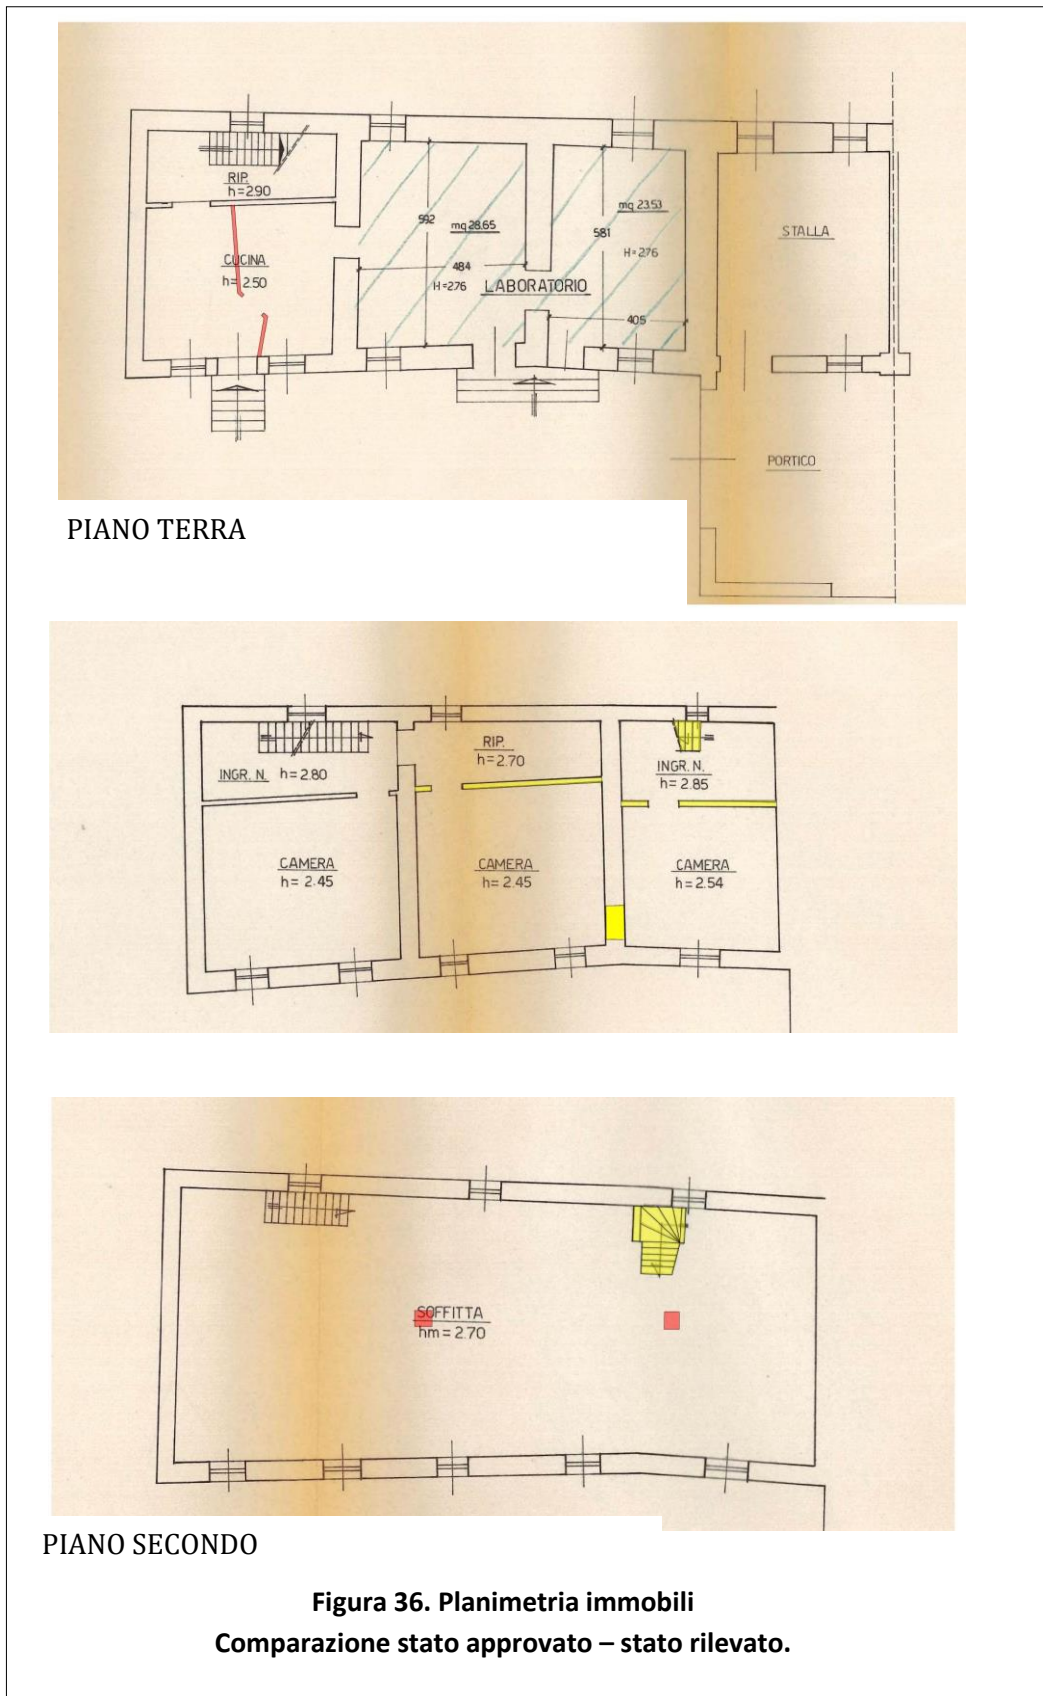 RIP.
h=2.90
CUCINA
h=2.50
592
mq 28.65
484
H=2.76
LABORATORIO
mq 23.53
581
H=2.76
405
STALLA
PORTICO
PIANO TERRA
INGR. N. h=2.80
RIP.
h=2.70
INGR. N.
h=2.85
CAMERA
h=2.45
CAMERA
h=2.45
CAMERA
h=2.54
SOFFITTA
hm=2.70
PIANO SECONDO
Figura 36. Planimetria immobili
Comparazione stato approvato – stato rilevato.